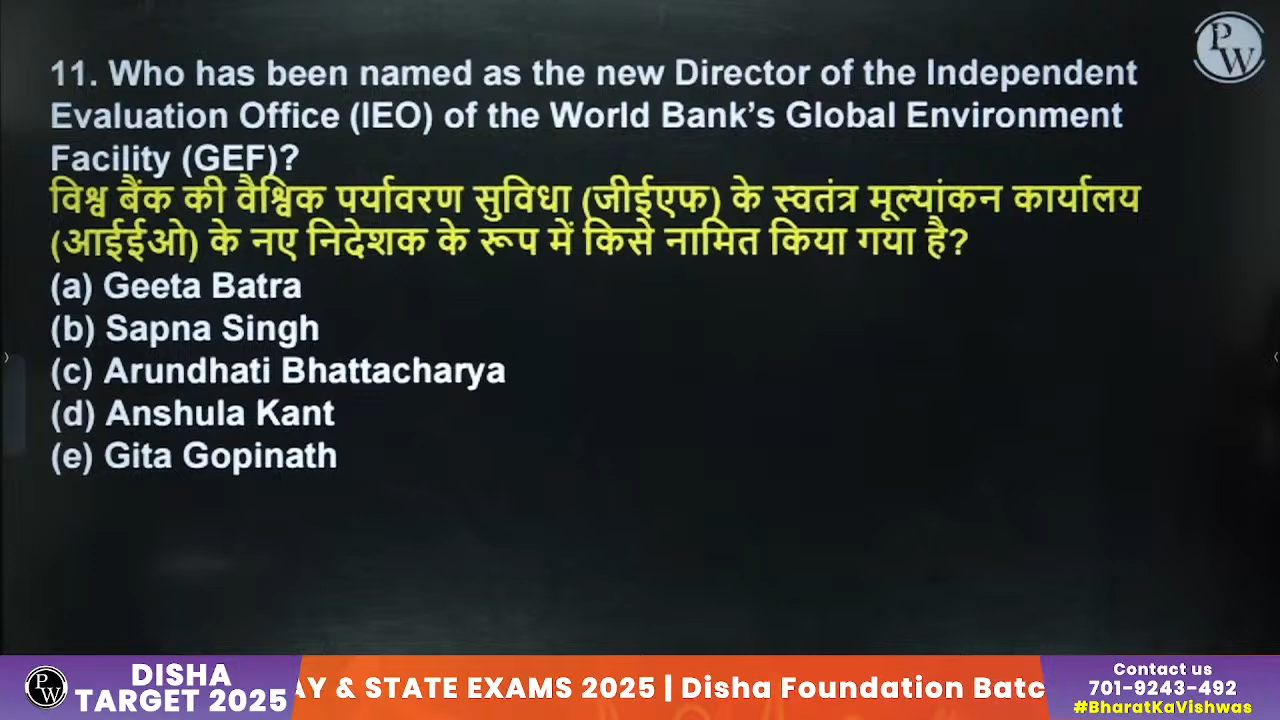 PW
11. Who has been named as the new Director of the Independent
Evaluation Office (IEO) of the World Bank's Global Environment
Facility (GEF)?
विश्व बैंक की वैश्विक पर्यावरण सुविधा (जीईएफ) के स्वतंत्र मूल्यांकन कार्यालय
(आईईओ) के नए निदेशक के रूप में किसे नामित किया गया है?
(a) Geeta Batra
(b) Sapna Singh
(c) Arundhati Bhattacharya
(d) Anshula Kant
(e) Gita Gopinath
PW
DISHA
TARGET 2025
AY & STATE EXAMS 2025 | Disha Foundation Batc
Contact us
701-9243-492
#BharatKaVishwas